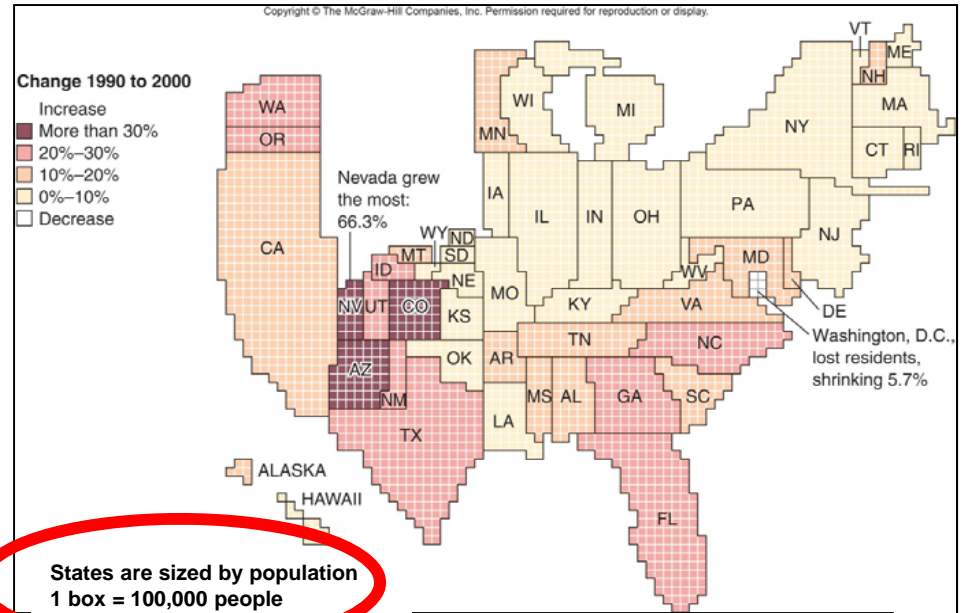 Copyright © The McGraw-Hill Companies, Inc. Permission required for reproduction or display.
Change 1990 to 2000
Increase
More than 30%
20%–30%
10%–20%
0%–10%
Decrease
Nevada grew
the most:
66.3%
WA
OR
CA
NV
ID
UT
AZ
MT
WY
CO
NM
ND
SD
NE
KS
OK
TX
MN
IA
MO
AR
LA
WI
IL
MS
MI
IN
KY
TN
AL
OH
WV
VA
NC
SC
GA
FL
PA
MD
DE
NJ
NY
VT
NH
ME
MA
CT
RI
Washington, D.C.,
lost residents,
shrinking 5.7%
ALASKA
HAWAII
States are sized by population
1 box = 100,000 people